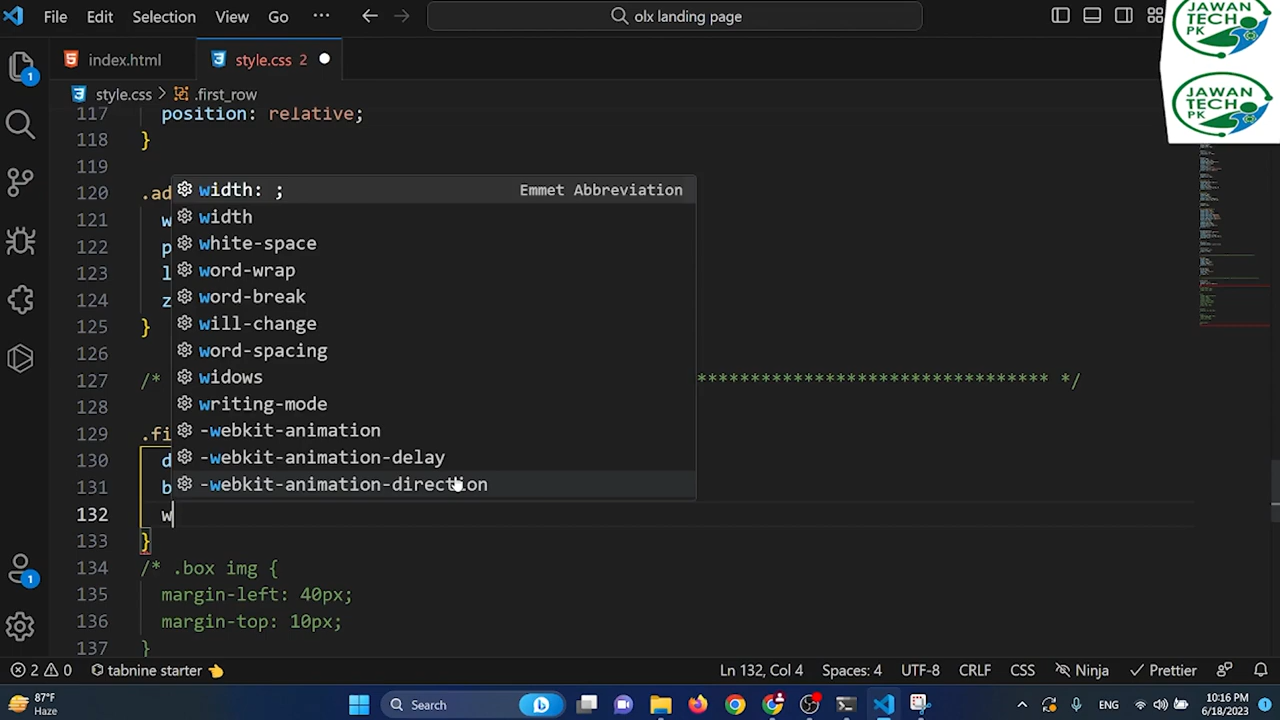 File Edit Selection View Go ··· olx landing page
JAWAN
TECH
PK
JAWAN
TECH
PK
index.html style.css 2
style.css > .first_row
117 position: relative;
118 }
119
120 .ad
121 w
122 p
123 l
124 z
125 }
126
127 /* ********************************* */
128
129 .fi
130 d
131 b
132 w
133 }
134 /* .box img {
135 margin-left: 40px;
136 margin-top: 10px;
137 }
width: ; Emmet Abbreviation
width
white-space
word-wrap
word-break
will-change
word-spacing
widows
writing-mode
-webkit-animation
-webkit-animation-delay
-webkit-animation-direction
1
1
2 0 tabnine starter 👈 Ln 132, Col 4 Spaces: 4 UTF-8 CRLF CSS Ninja Prettier
87°F
Haze
Search
ENG
10:16 PM
6/18/2023
1